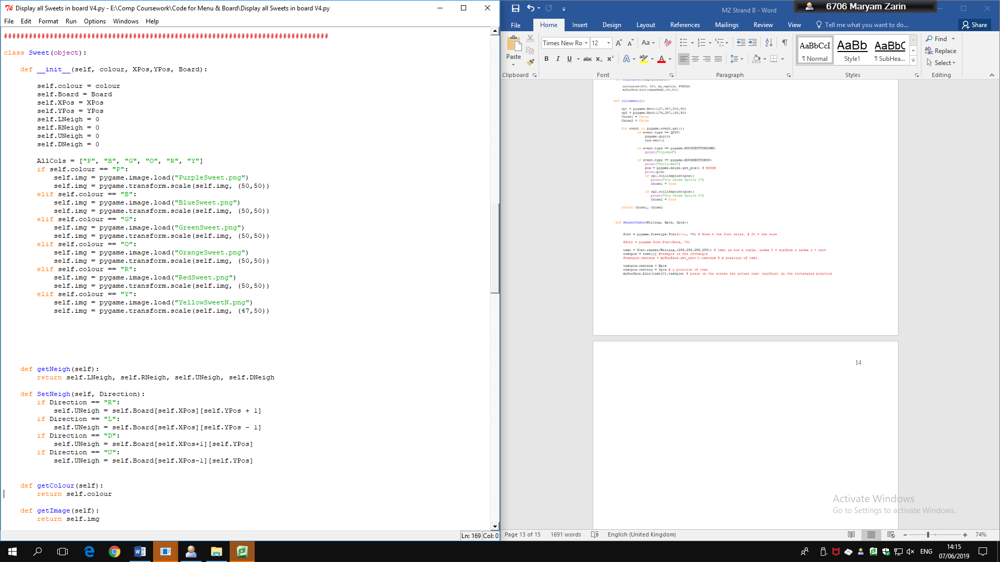 Display all Sweets in board V4.py - E:\Comp Coursework\Code for Menu & Board\Display all Sweets in board V4.py
File Edit Format Run Options Windows Help
##############################################################################
class Sweet(object):
def __init__(self, colour, XPos,YPos, Board):
self.colour = colour
self.Board = Board
self.XPos = XPos
self.YPos = YPos
self.LNeigh = 0
self.RNeigh = 0
self.UNeigh = 0
self.DNeigh = 0
AllCols = ["P", "B", "G", "O", "R", "Y"]
if self.colour == "P":
self.img = pygame.image.load("PurpleSweet.png")
self.img = pygame.transform.scale(self.img, (50,50))
elif self.colour == "B":
self.img = pygame.image.load("BlueSweet.png")
self.img = pygame.transform.scale(self.img, (50,50))
elif self.colour == "G":
self.img = pygame.image.load("GreenSweet.png")
self.img = pygame.transform.scale(self.img, (50,50))
elif self.colour == "O":
self.img = pygame.image.load("OrangeSweet.png")
self.img = pygame.transform.scale(self.img, (50,50))
elif self.colour == "R":
self.img = pygame.image.load("RedSweet.png")
self.img = pygame.transform.scale(self.img, (50,50))
elif self.colour == "Y":
self.img = pygame.image.load("YellowSweetN.png")
self.img = pygame.transform.scale(self.img, (47,50))
def getNeigh(self):
return self.LNeigh, self.RNeigh, self.UNeigh, self.DNeigh
def SetNeigh(self, Direction):
if Direction == "R":
self.UNeigh = self.Board[self.XPos][self.YPos + 1]
if Direction == "L":
self.UNeigh = self.Board[self.XPos][self.YPos - 1]
if Direction == "D":
self.UNeigh = self.Board[self.XPos+1][self.YPos]
if Direction == "U":
self.UNeigh = self.Board[self.XPos-1][self.YPos]
def getColour(self):
return self.colour
def getImage(self):
return self.img
Ln: 169 Col: 0
MZ Strand B - Word
6706 Maryam Zarin
File Home Insert Design Layout References Mailings Review View Tell me what you want to do... Share
Paste
Clipboard
Times New Ro 12
Font
Paragraph
AaBbCcI AaBb AaBbC
¶ Normal Style1 ¶ SubHea...
Styles
Find
Replace
Select
Editing
initialise(500, 500, my_caption, PURPLE)
mySurface.blit(imageName,(20,20))
def clickmenu():
op1 = pygame.Rect(127,387,200,90)
op2 = pygame.Rect(174,297,190,80)
Chose1 = False
Chose2 = False
for event in pygame.event.get():
if event.type == QUIT:
pygame.quit()
sys.exit()
if event.type == pygame.MOUSEBUTTONDOWN:
print("Clicked")
if event.type == pygame.MOUSEBUTTONUP:
print("Unclicked")
pos = pygame.mouse.get_pos() # MOUSE
print(pos)
if op1.collidepoint(pos):
print("You chose Option 1")
Chose1 = True
if op2.collidepoint(pos):
print("You chose Option 2")
Chose2 = True
return Chose1, Chose2
def HeaderTexts(Writing, Xpos, Ypos):
font = pygame.freetype.Font(None, 70) # None = the font style. # 20 = the size
#font = pygame.font.Font(None, 70)
text = font.render(Writing,(255,255,255,255)) # text is now a tuple. index 0 = surface & index 1 = rect
textpos = text[1] #textpos is the rectangle
#textpos.centerx = mySurface.get_rect().centerx # x position of text.
textpos.centerx = Xpos
textpos.centery = Ypos # y position of text
mySurface.blit(text[0],textpos) # place on the screen the actual text (surface) in the rectangles position
14
Activate Windows
Go to Settings to activate Windows.
Page 13 of 15 1691 words English (United Kingdom) 74%
ENG
14:15
07/06/2019